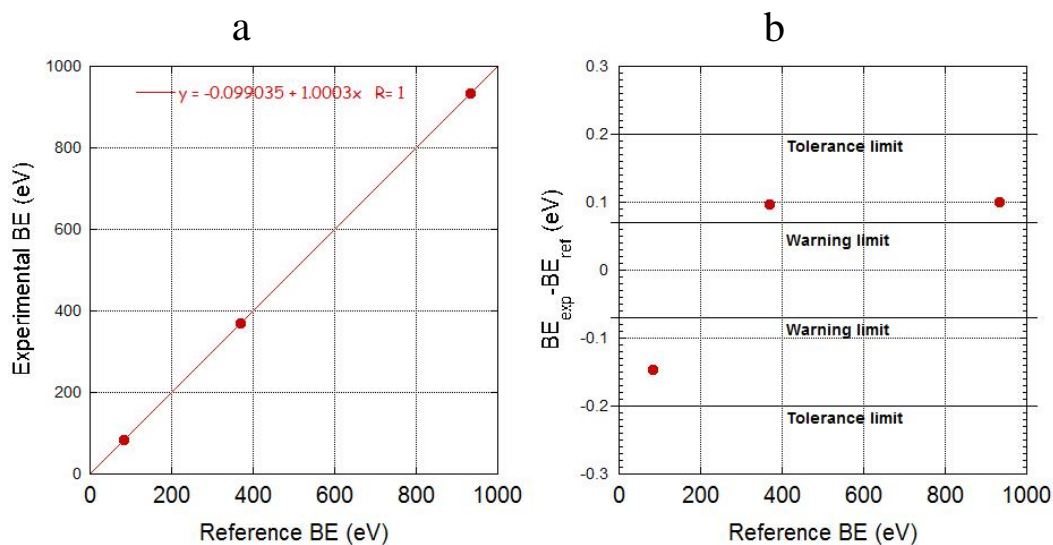 a
b
1000
800
600
400
200
0
y = -0.099035 + 1.0003x R= 1
Experimental BE (eV)
0 200 400 600 800 1000
Reference BE (eV)
0.3
0.2
0.1
0
-0.1
-0.2
-0.3
BEexp-BEref (eV)
Tolerance limit
Warning limit
Warning limit
Tolerance limit
0 200 400 600 800 1000
Reference BE (eV)